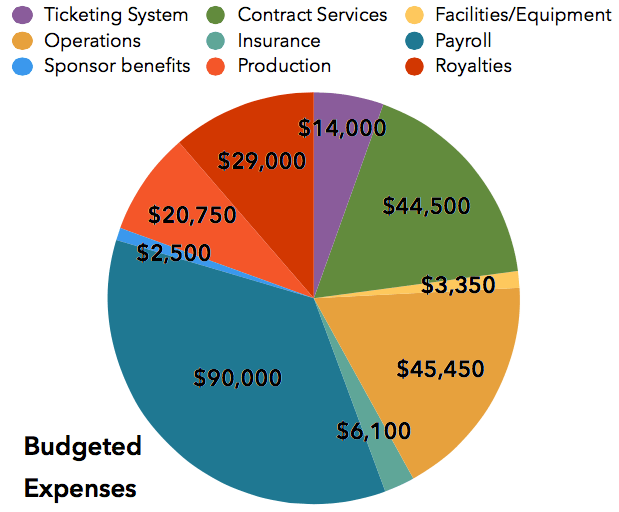 Ticketing System Contract Services Facilities/Equipment
Operations Insurance Payroll
Sponsor benefits Production Royalties
$14,000
$29,000
$44,500
$20,750
$2,500
$3,350
$45,450
$90,000
$6,100
Budgeted
Expenses